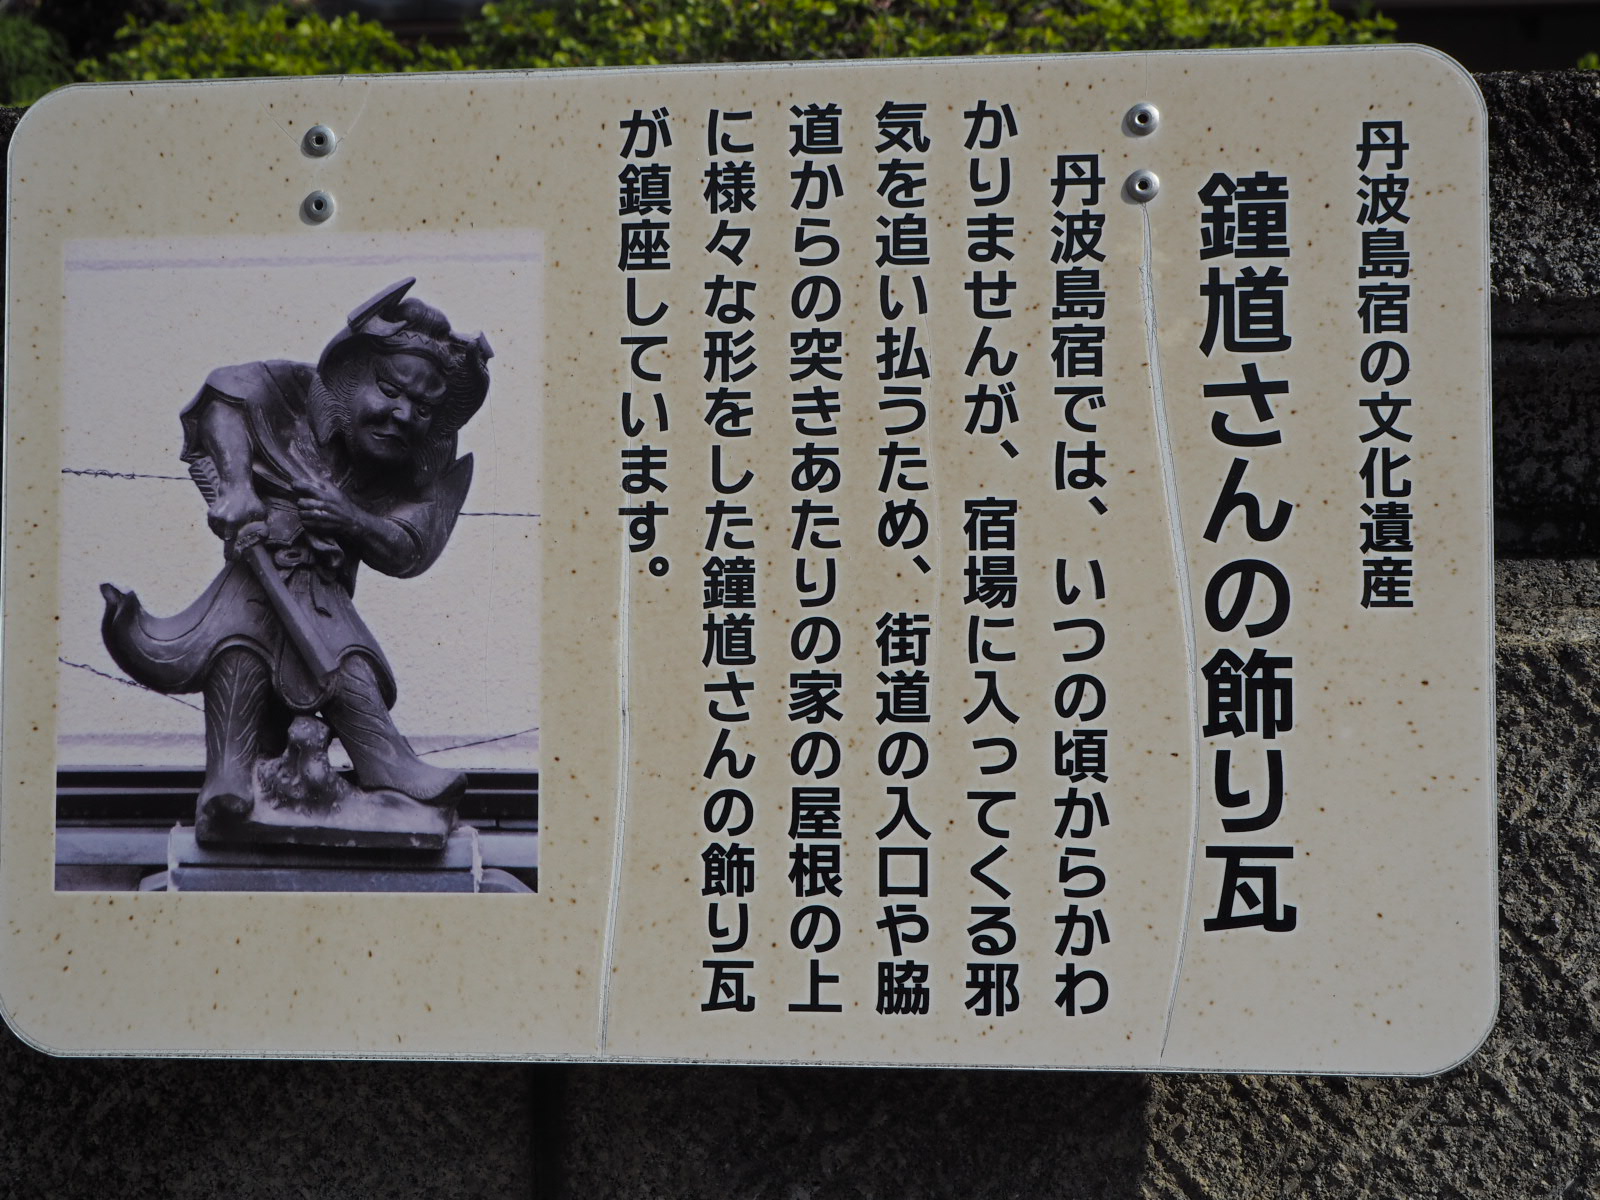 丹波島宿の文化遺産
鐘馗さんの飾り瓦
丹波島宿では、いつの頃からかわ
かりませんが、宿場に入ってくる邪
気を追い払うため、街道の入口や脇
道からの突きあたりの家の屋根の上
に様々な形をした鐘馗さんの飾り瓦
が鎮座しています。